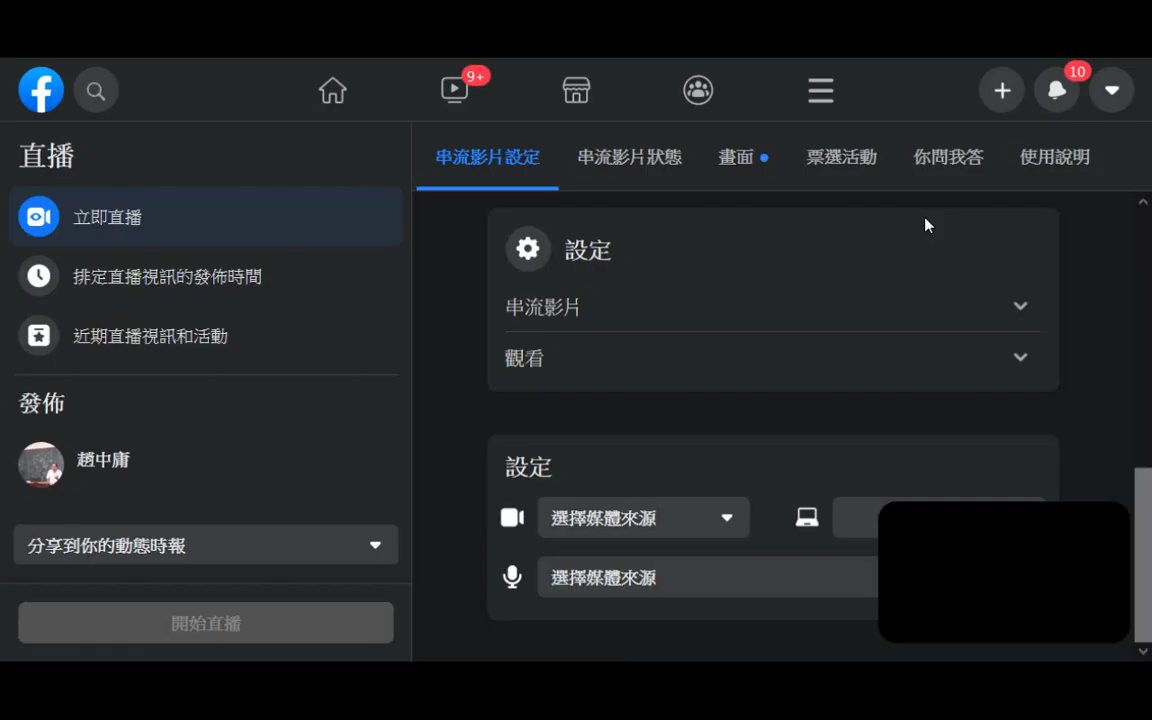 9+
10
直播
立即直播
排定直播視訊的發佈時間
近期直播視訊和活動
發佈
趙中庸
分享到你的動態時報
開始直播
串流影片設定
串流影片狀態
畫面
票選活動
你問我答
使用說明
設定
串流影片
觀看
設定
選擇媒體來源
選擇媒體來源